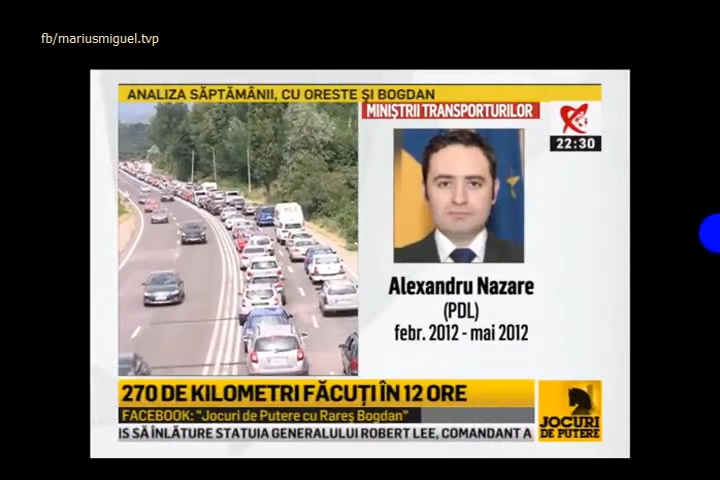 fb/mariusmiguel.tvp
ANALIZA SĂPTĂMÂNII, CU ORESTE ȘI BOGDAN
MINIȘTRII TRANSPORTURILOR
22:30
Alexandru Nazare
(PDL)
febr. 2012 - mai 2012
270 DE KILOMETRI FĂCUȚI ÎN 12 ORE
FACEBOOK: "Jocuri de Putere cu Rareș Bogdan"
JOCURI
DE PUTERE
IS SĂ ÎNLĂTURE STATUIA GENERALULUI ROBERT LEE, COMANDANT A